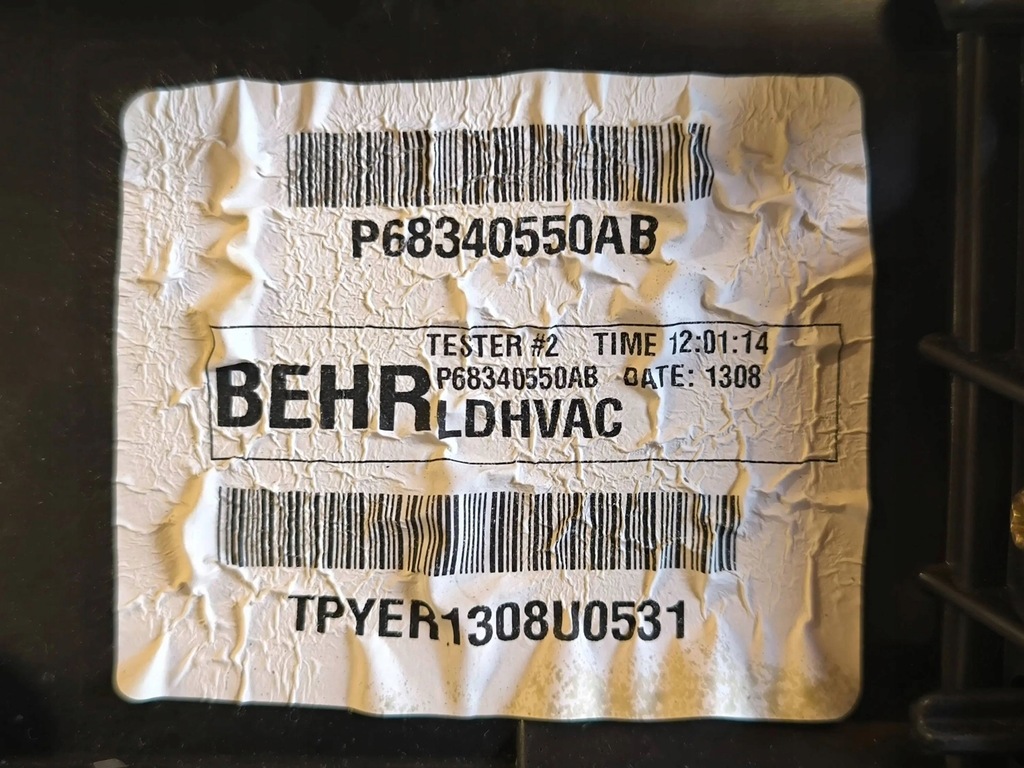 P68340550AB
TESTER #2 TIME 12:01:14
BEHR P68340550AB DATE: 1308
LDHVAC
TPYER1308U0531